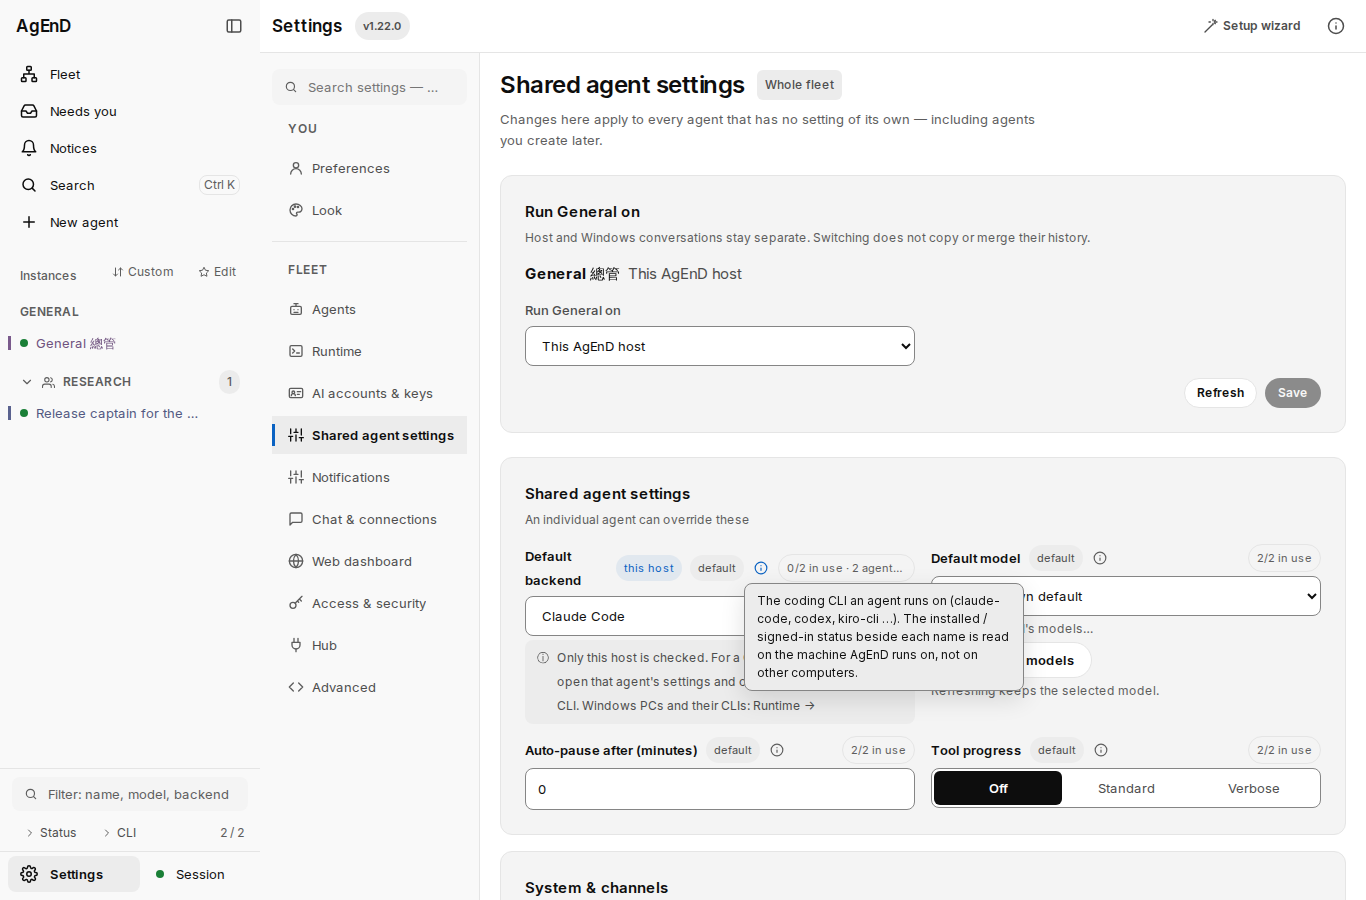 AgEnD
Fleet
Needs you
Notices
Search
Ctrl K
New agent
Instances
Custom
Edit
GENERAL
General 總管
RESEARCH
1
Release captain for the ...
Filter: name, model, backend
Status
CLI
2 / 2
Settings
Session
Settings
v1.22.0
Setup wizard
Search settings — ...
YOU
Preferences
Look
FLEET
Agents
Runtime
AI accounts & keys
Shared agent settings
Notifications
Chat & connections
Web dashboard
Access & security
Hub
Advanced
Shared agent settings
Whole fleet
Changes here apply to every agent that has no setting of its own — including agents
you create later.
Run General on
Host and Windows conversations stay separate. Switching does not copy or merge their history.
General 總管 This AgEnD host
Run General on
This AgEnD host
Refresh
Save
Shared agent settings
An individual agent can override these
Default
backend
this host
default
0/2 in use · 2 agent...
Claude Code
Only this host is checked. For a
open that agent's settings and
CLI. Windows PCs and their CLIs: Runtime →
The coding CLI an agent runs on (claude-
code, codex, kiro-cli ...). The installed /
signed-in status beside each name is read
on the machine AgEnD runs on, not on
other computers.
Default model
default
2/2 in use
default
's models...
models
Refreshing keeps the selected model.
Auto-pause after (minutes)
default
2/2 in use
0
Tool progress
default
2/2 in use
Off
Standard
Verbose
System & channels